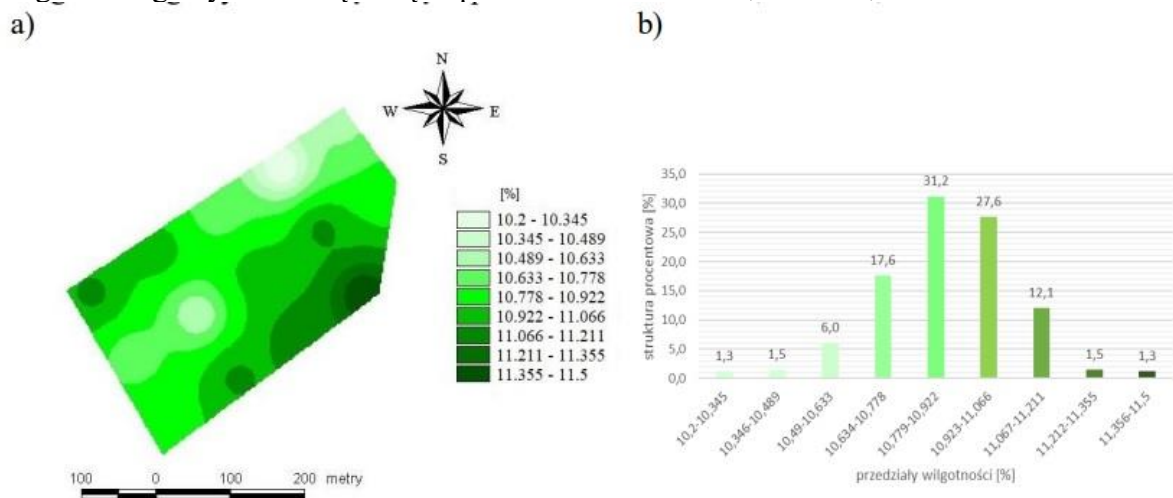 a)
b)
N
W E
S
[%]
10.2 - 10.345
10.345 - 10.489
10.489 - 10.633
10.633 - 10.778
10.778 - 10.922
10.922 - 11.066
11.066 - 11.211
11.211 - 11.355
11.355 - 11.5
100 0 100 200 metry
struktura procentowa [%]
35,0
30,0
25,0
20,0
15,0
10,0
5,0
0,0
1,3
1,5
6,0
17,6
31,2
27,6
12,1
1,5
1,3
10,2-10,345
10,346-10,489
10,49-10,633
10,634-10,778
10,779-10,922
10,923-11,066
11,067-11,211
11,212-11,355
11,356-11,5
przedziały wilgotności [%]